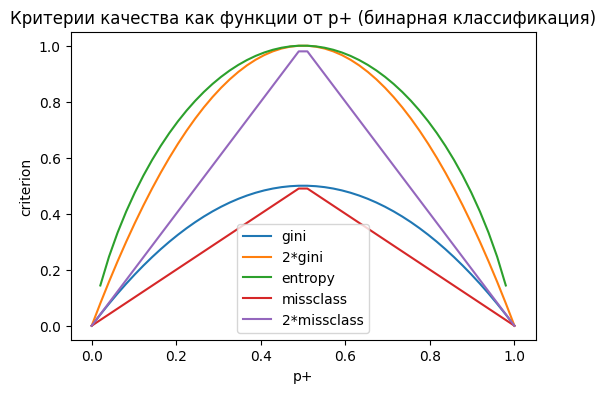 Критерии качества как функции от p+ (бинарная классификация)
criterion
1.0
0.8
0.6
0.4
0.2
0.0
gini
2*gini
entropy
missclass
2*missclass
0.0 0.2 0.4 0.6 0.8 1.0
p+